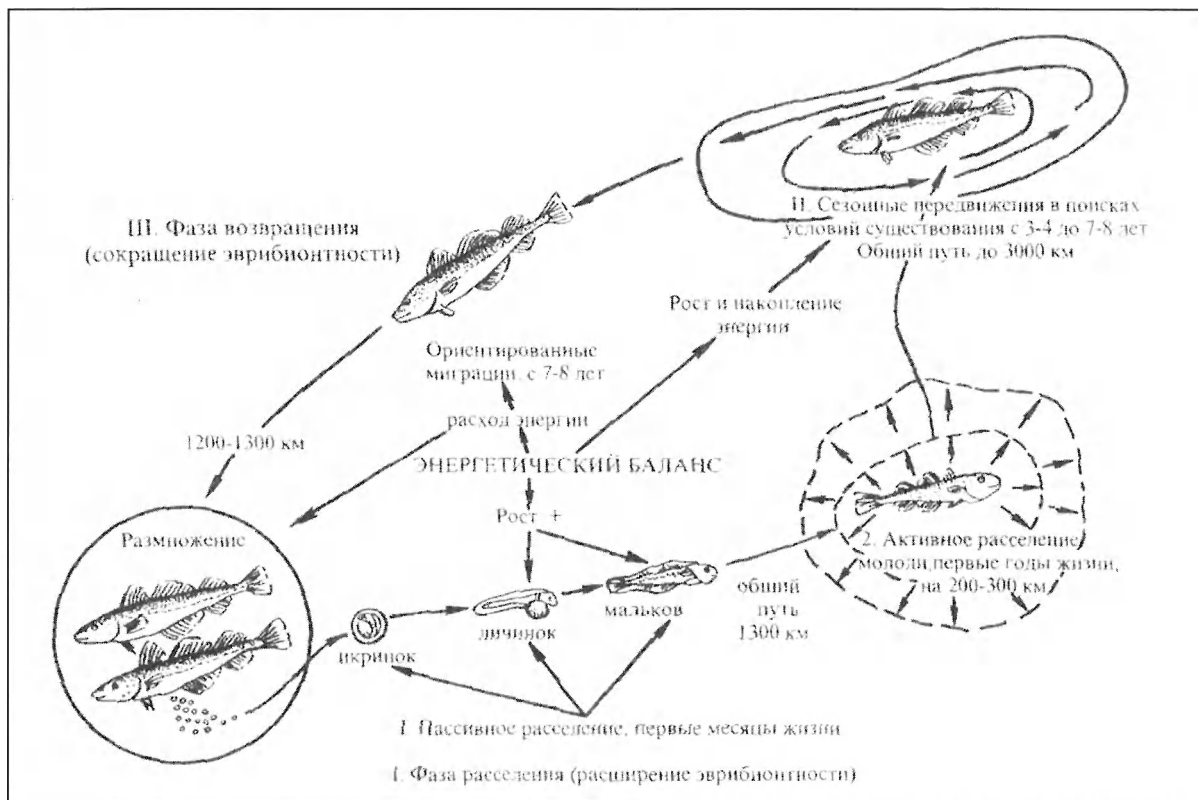 II. Сезонные передвижения в поисках
условий существования с 3-4 до 7-8 лет
Общий путь до 3000 км
III. Фаза возвращения
(сокращение эврибионтности)
Рост и накопление
энергии
Ориентированные
миграции, с 7-8 лет
расход энергии
1200-1300 км
ЭНЕРГЕТИЧЕСКИЙ БАЛАНС
Рост +
Размножение
2. Активное расселение
молоди, первые годы жизни,
на 200-300 км
мальков
общий
путь
1300 км
личинок
икринок
1. Пассивное расселение, первые месяцы жизни
I. Фаза расселения (расширение эврибионтности)